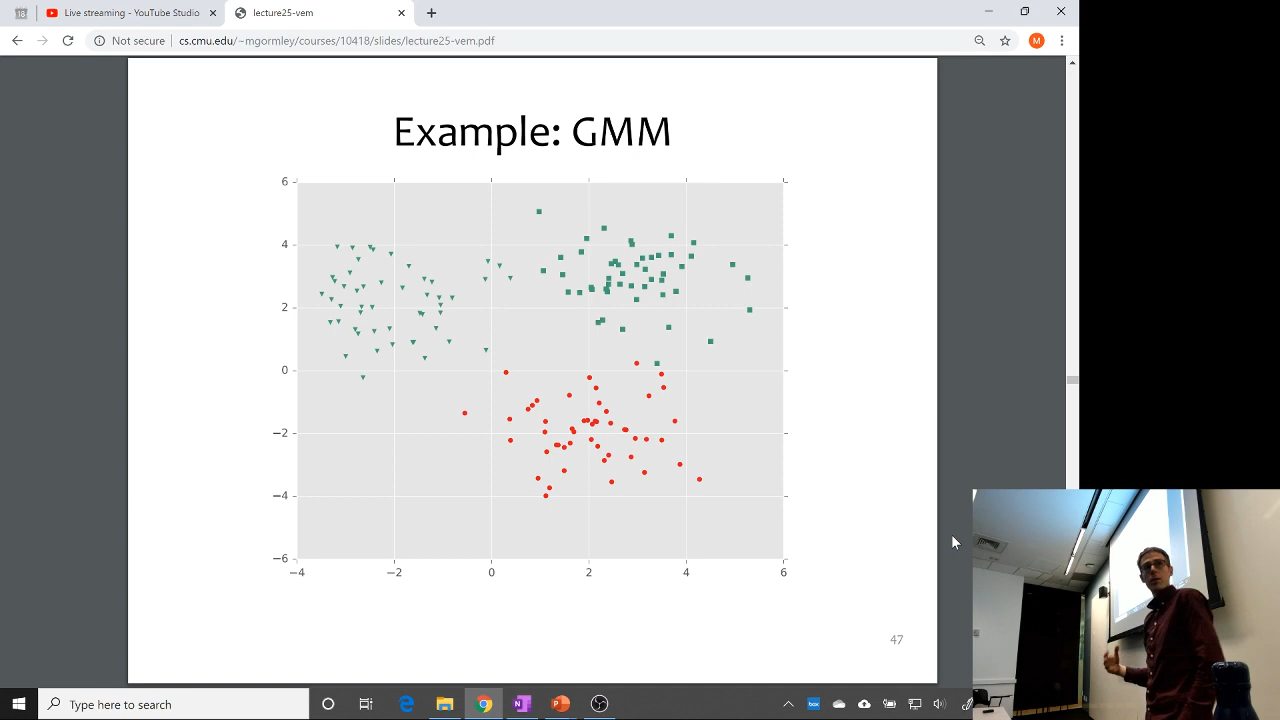 18
Live streaming - YouTube Studio
lecture25-vem
Not secure
cs.cmu.edu/~mgormley/courses/10418/slides/lecture25-vem.pdf
M
Example: GMM
6
4
2
0
−2
−4
−6
−4
−2
0
2
4
6
47
Type here to search
box